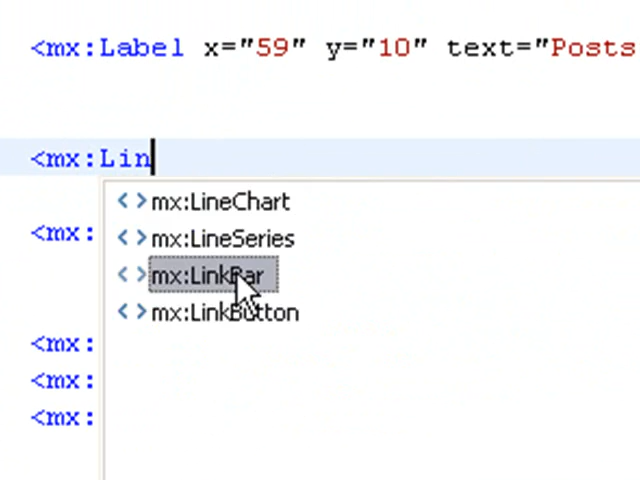 <mx:Label x="59" y="10" text="Posts
<mx:Lin
mx:LineChart
<mx:
mx:LineSeries
mx:LinkBar
mx:LinkButton
<mx:
<mx:
<mx: